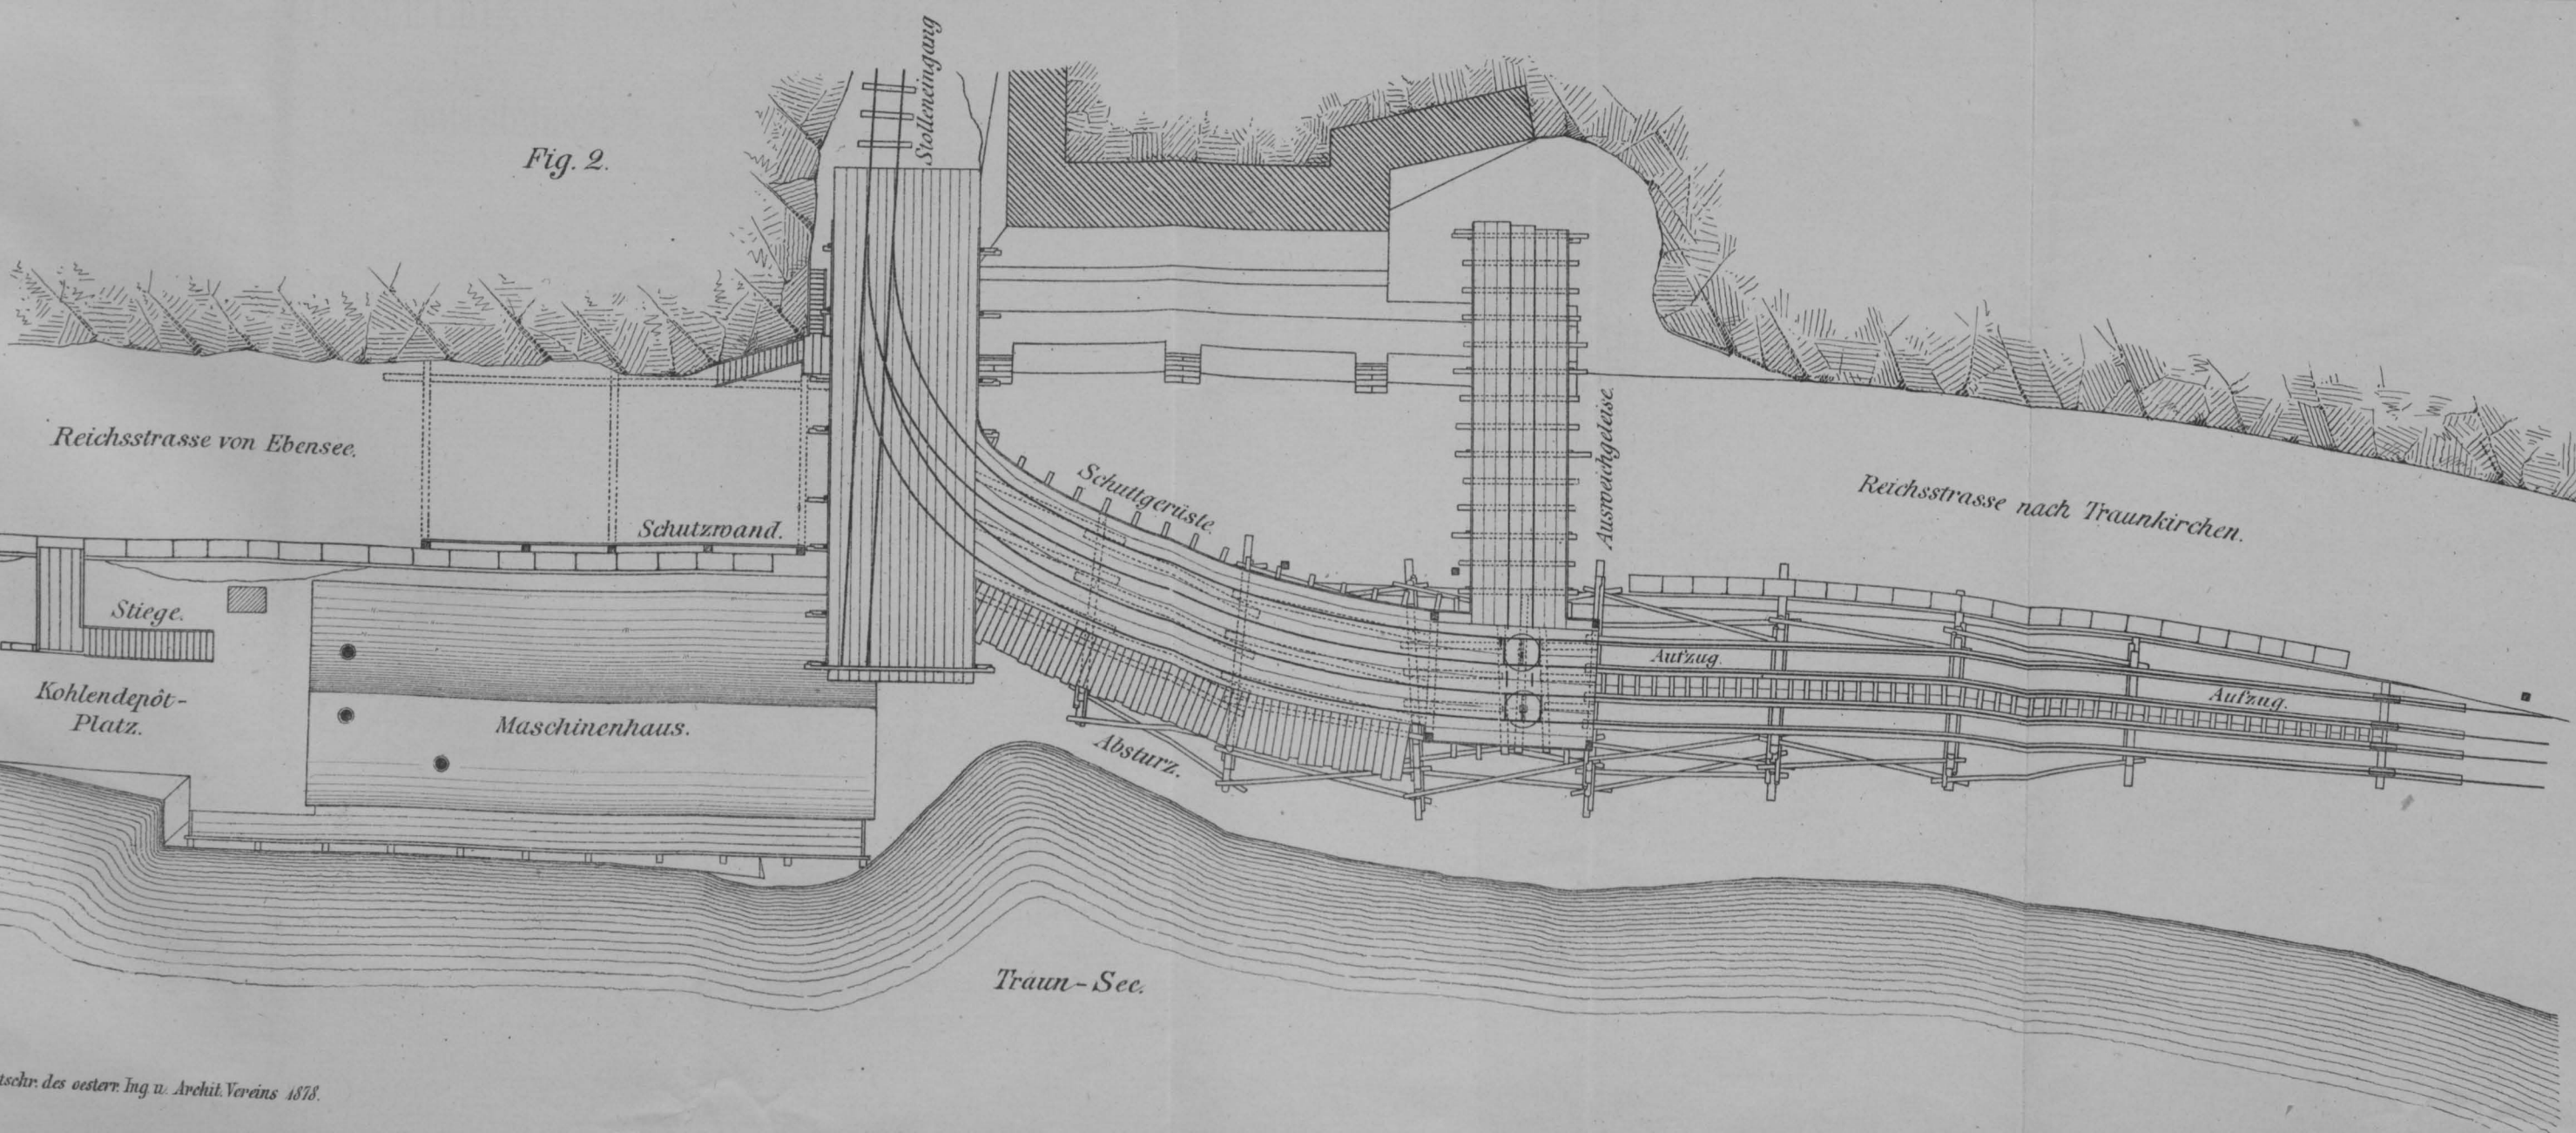 Stolleneingang
Fig. 2.
Reichsstrasse von Ebensee.
Schuttgerüste.
Ausweichgeleise.
Reichsstrasse nach Traunkirchen.
Schutzwand.
Stiege.
Aufzug.
Aufzug.
Kohlendepôt-
Platz.
Maschinenhaus.
Absturz.
Traun-See.
tschr. des oesterr. Ing. u. Archit. Vereins 1878.